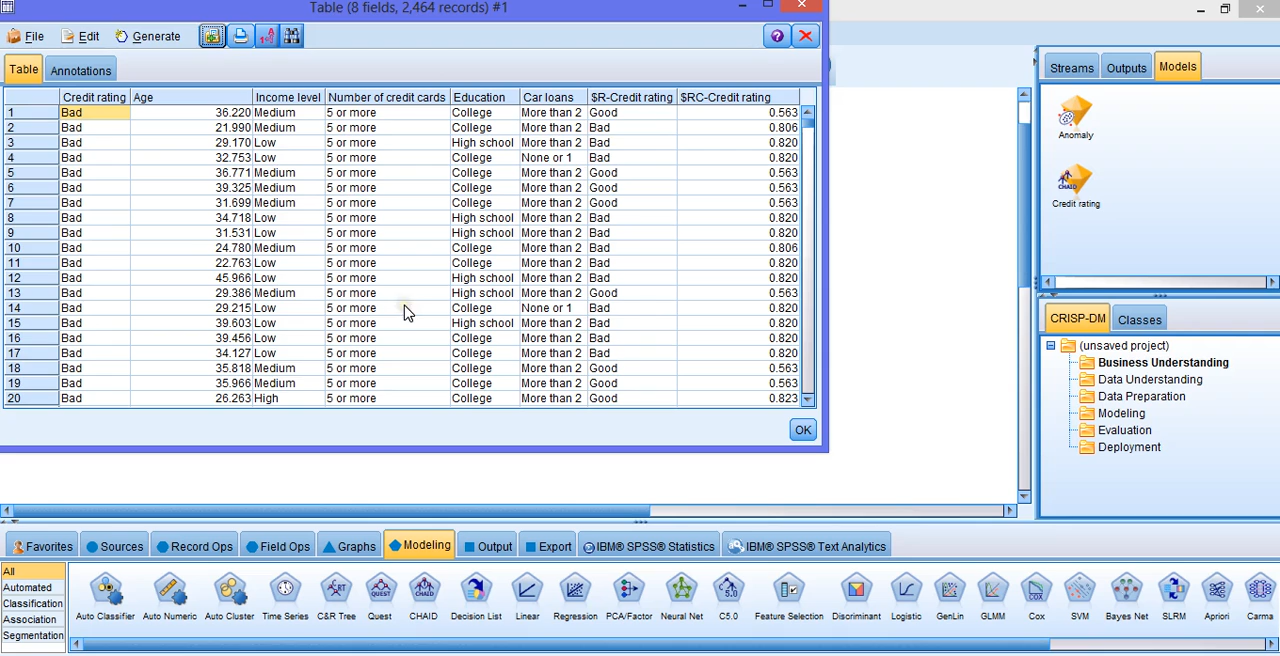 Table (8 fields, 2,464 records) #1
File Edit Generate
Table Annotations
Credit rating Age Income level Number of credit cards Education Car loans $R-Credit rating $RC-Credit rating
1 Bad 36.220 Medium 5 or more College More than 2 Good 0.563
2 Bad 21.990 Medium 5 or more College More than 2 Bad 0.806
3 Bad 29.170 Low 5 or more High school More than 2 Bad 0.820
4 Bad 32.753 Low 5 or more College None or 1 Bad 0.820
5 Bad 36.771 Medium 5 or more College More than 2 Good 0.563
6 Bad 39.325 Medium 5 or more College More than 2 Good 0.563
7 Bad 31.699 Medium 5 or more College More than 2 Good 0.563
8 Bad 34.718 Low 5 or more High school More than 2 Bad 0.820
9 Bad 31.531 Low 5 or more High school More than 2 Bad 0.820
10 Bad 24.780 Medium 5 or more College More than 2 Bad 0.806
11 Bad 22.763 Low 5 or more College More than 2 Bad 0.820
12 Bad 45.966 Low 5 or more High school More than 2 Bad 0.820
13 Bad 29.386 Medium 5 or more High school More than 2 Good 0.563
14 Bad 29.215 Low 5 or more College None or 1 Bad 0.820
15 Bad 39.603 Low 5 or more High school More than 2 Bad 0.820
16 Bad 39.456 Low 5 or more College More than 2 Bad 0.820
17 Bad 34.127 Low 5 or more College More than 2 Bad 0.820
18 Bad 35.818 Medium 5 or more College More than 2 Good 0.563
19 Bad 35.966 Medium 5 or more College More than 2 Good 0.563
20 Bad 26.263 High 5 or more College More than 2 Good 0.823
OK
Streams Outputs Models
Anomaly
CHAID
Credit rating
CRISP-DM Classes
(unsaved project)
Business Understanding
Data Understanding
Data Preparation
Modeling
Evaluation
Deployment
Favorites Sources Record Ops Field Ops Graphs Modeling Output Export IBM® SPSS® Statistics IBM® SPSS® Text Analytics
All
Automated
Classification
Association
Segmentation
C&RT QUEST CHAID C5.0 COX
Auto Classifier Auto Numeric Auto Cluster Time Series C&R Tree Quest CHAID Decision List Linear Regression PCA/Factor Neural Net C5.0 Feature Selection Discriminant Logistic GenLin GLMM Cox SVM Bayes Net SLRM Apriori Carma